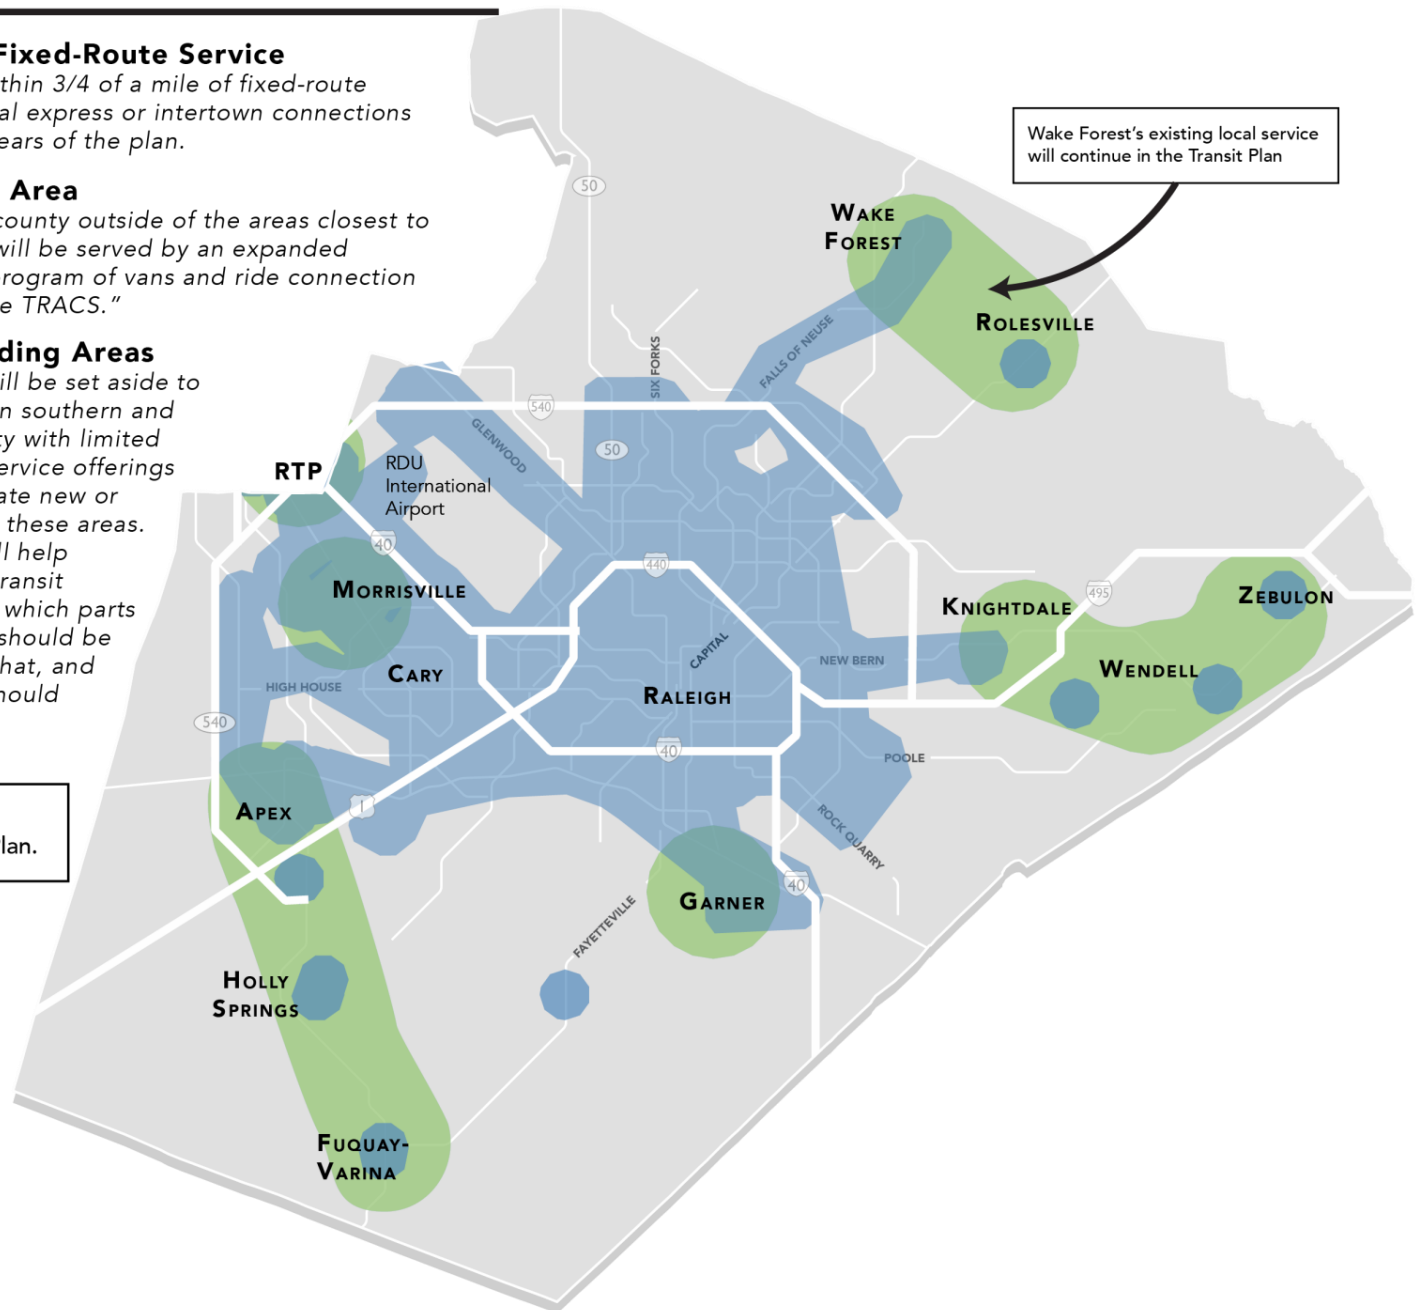 Fixed-Route Service
thin 3/4 of a mile of fixed-route
al express or intertown connections
ears of the plan.
Area
county outside of the areas closest to
will be served by an expanded
program of vans and ride connection
e TRACS.”
ding Areas
ill be set aside to
n southern and
ty with limited
service offerings
ate new or
these areas.
ll help
ransit
which parts
should be
hat, and
hould
lan.
Wake Forest’s existing local service
will continue in the Transit Plan
50
WAKE
FOREST
ROLESVILLE
FALLS OF NEUSE
SIX FORKS
540
GLENWOOD
50
RTP
RDU
International
Airport
40
440
MORRISVILLE
KNIGHTDALE
495
ZEBULON
CAPITAL
NEW BERN
WENDELL
CARY
HIGH HOUSE
RALEIGH
540
40
POOLE
APEX
1
ROCK QUARRY
40
GARNER
FAYETTEVILLE
HOLLY
SPRINGS
FUQUAY-
VARINA